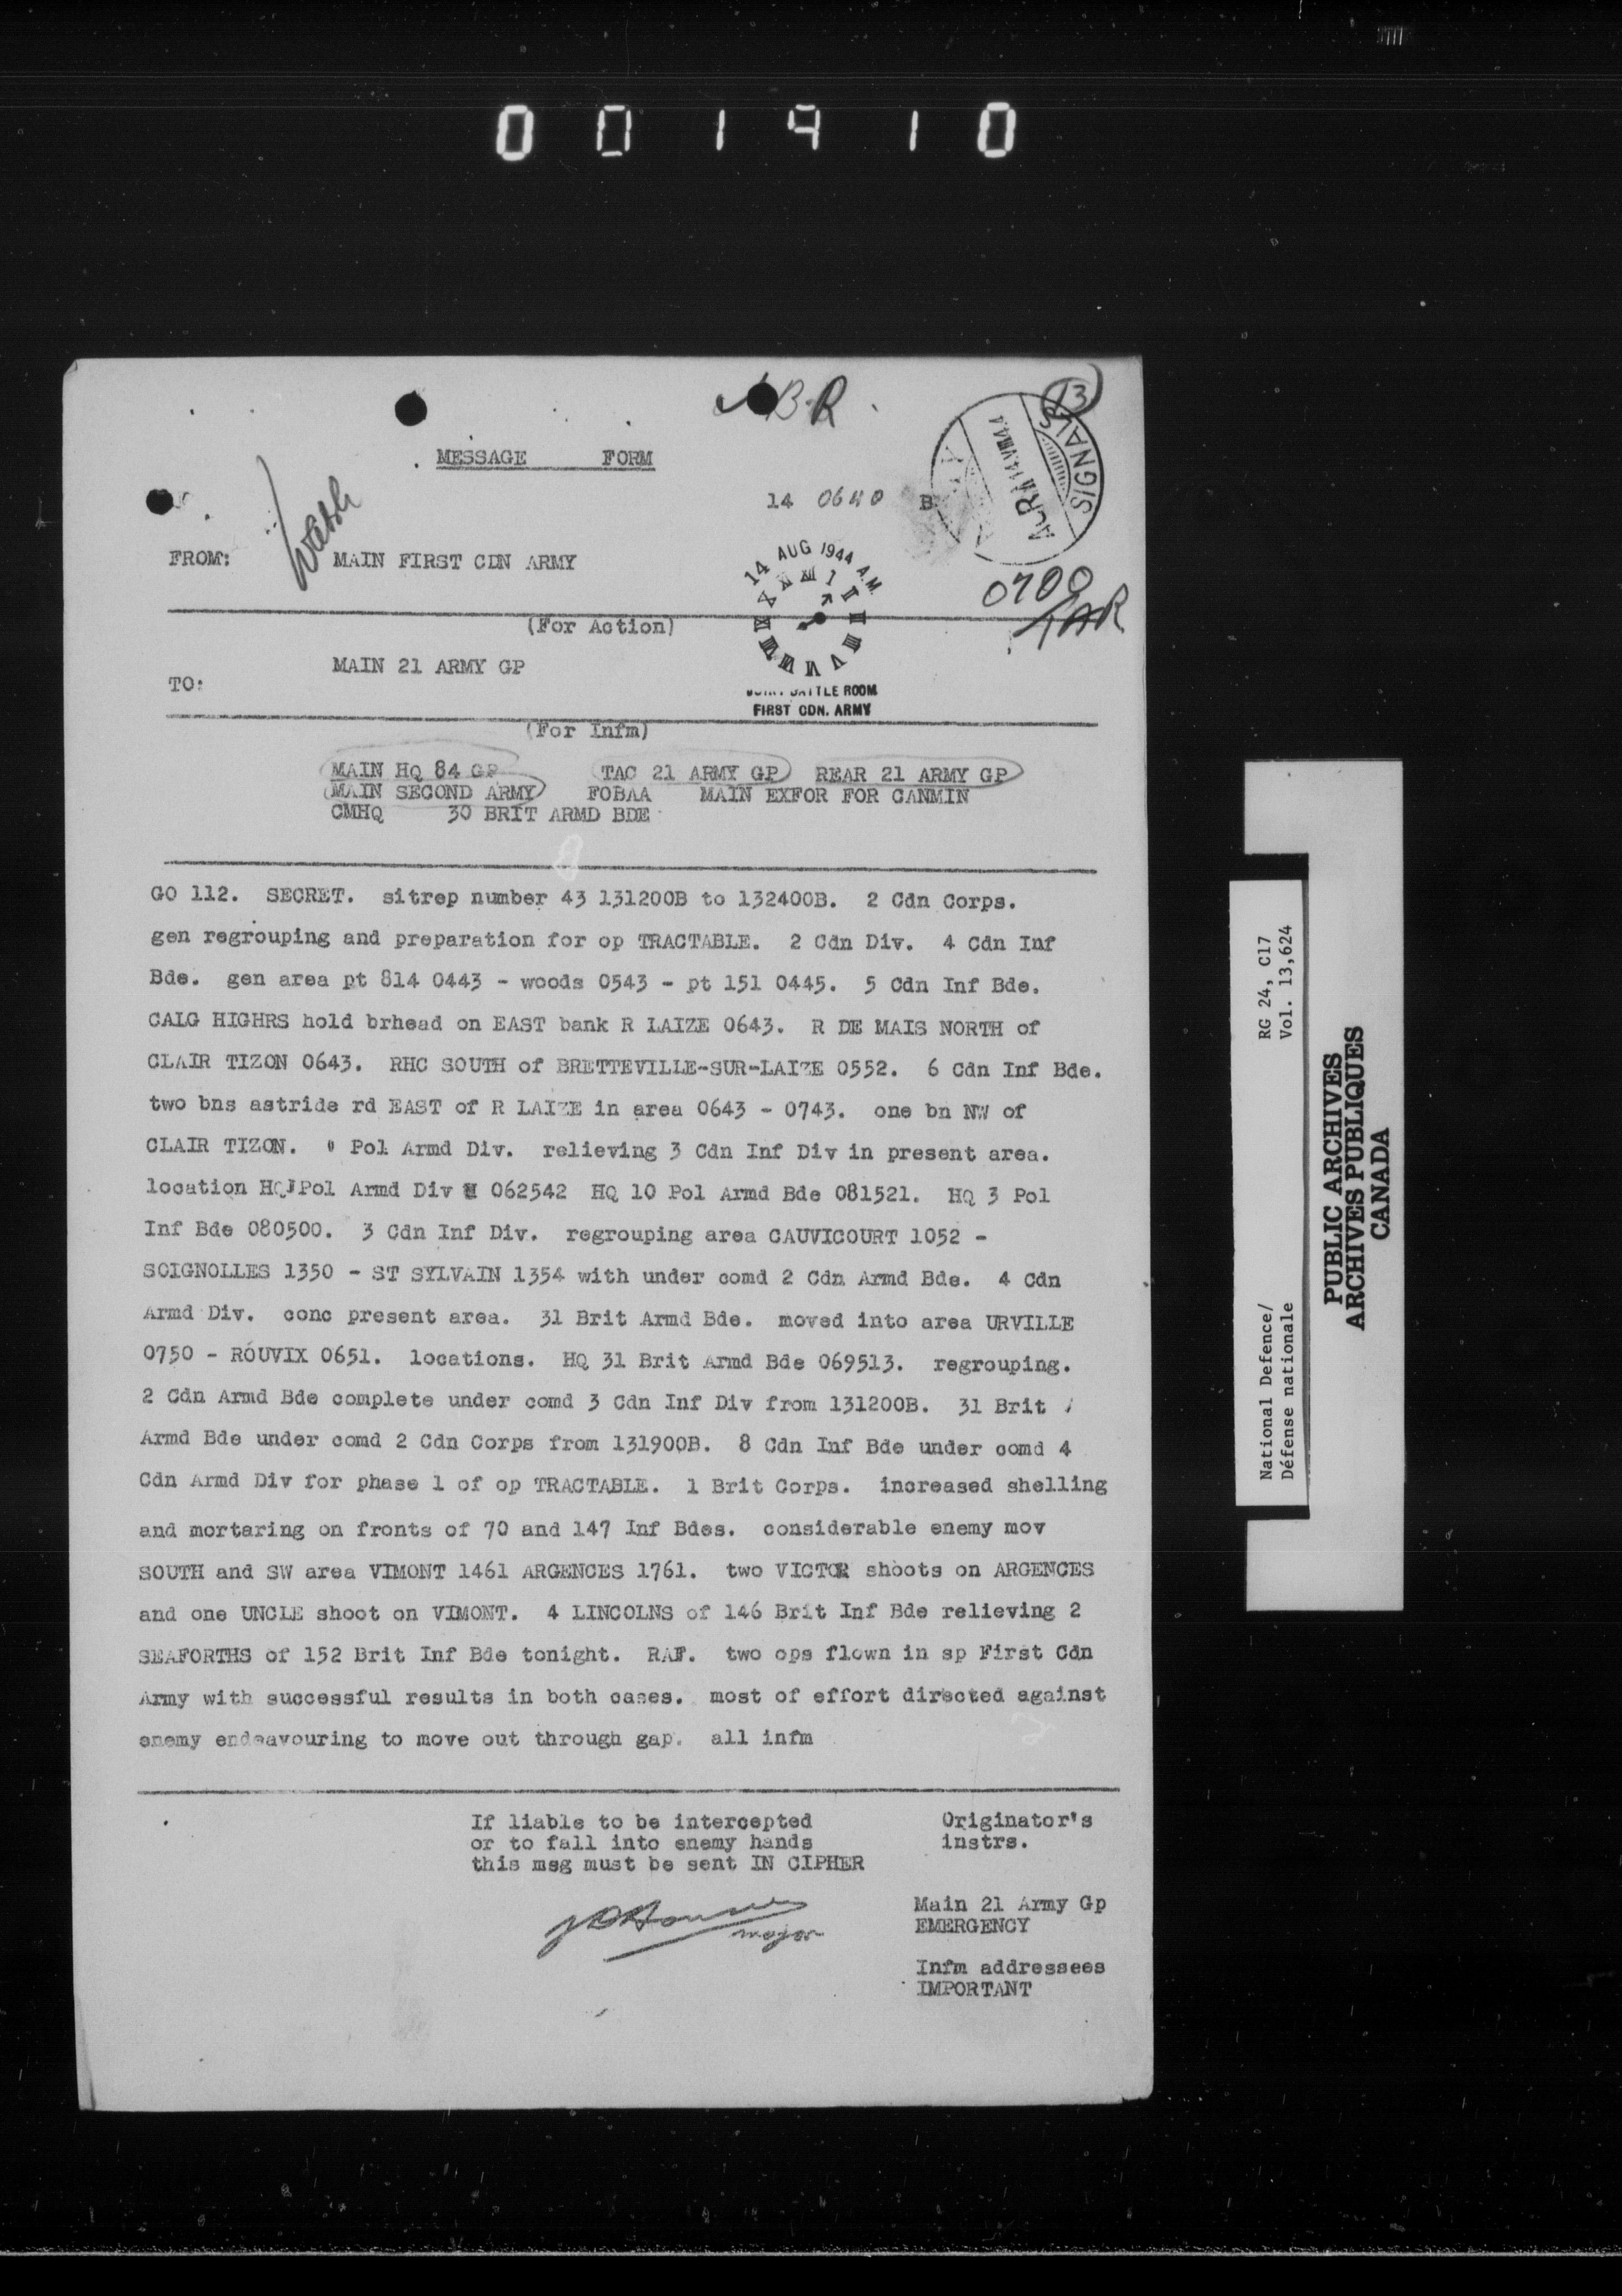 001910
B.R
13
MESSAGE FORM
14 0640 B
SIGNALS
14 AUG 1944 A.M.
FROM: MAIN FIRST CDN ARMY
0700
(For Action)
MAIN 21 ARMY GP
TO:
BATTLE ROOM
FIRST CDN. ARMY
(For Infm)
MAIN HQ 84 GP TAC 21 ARMY GP REAR 21 ARMY GP
MAIN SECOND ARMY FOBAA MAIN EXFOR FOR CANMIN
CMHQ 30 BRIT ARMD BDE
GO 112. SECRET. sitrep number 43 131200B to 132400B. 2 Cdn Corps.
gen regrouping and preparation for op TRACTABLE. 2 Cdn Div. 4 Cdn Inf
Bde. gen area pt 814 0443 - woods 0543 - pt 151 0445. 5 Cdn Inf Bde.
CALG HIGHRS hold brhead on EAST bank R LAIZE 0643. R DE MAIS NORTH of
CLAIR TIZON 0643. RHC SOUTH of BRETTEVILLE-SUR-LAIZE 0552. 6 Cdn Inf Bde.
two bns astride rd EAST of R LAIZE in area 0643 - 0743. one bn NW of
CLAIR TIZON. Pol Armd Div. relieving 3 Cdn Inf Div in present area.
location HQ Pol Armd Div 062542 HQ 10 Pol Armd Bde 081521. HQ 3 Pol
Inf Bde 080500. 3 Cdn Inf Div. regrouping area CAUVICOURT 1052 -
SOIGNOLLES 1350 - ST SYLVAIN 1354 with under comd 2 Cdn Armd Bde. 4 Cdn
Armd Div. conc present area. 31 Brit Armd Bde. moved into area URVILLE
0750 - ROUVIX 0651. locations. HQ 31 Brit Armd Bde 069513. regrouping.
2 Cdn Armd Bde complete under comd 3 Cdn Inf Div from 131200B. 31 Brit
Armd Bde under comd 2 Cdn Corps from 131900B. 8 Cdn Inf Bde under comd 4
Cdn Armd Div for phase 1 of op TRACTABLE. 1 Brit Corps. increased shelling
and mortaring on fronts of 70 and 147 Inf Bdes. considerable enemy mov
SOUTH and SW area VIMONT 1461 ARGENCES 1761. two VICTOR shoots on ARGENCES
and one UNCLE shoot on VIMONT. 4 LINCOLNS of 146 Brit Inf Bde relieving 2
SEAFORTHS of 152 Brit Inf Bde tonight. RAF. two ops flown in sp First Cdn
Army with successful results in both cases. most of effort directed against
enemy endeavouring to move out through gap. all infm
If liable to be intercepted
or to fall into enemy hands
this msg must be sent IN CIPHER
major
Originator's
instrs.
Main 21 Army Gp
EMERGENCY
Infm addressees
IMPORTANT
RG 24, C17
Vol. 13,624
National Defence/
Défense nationale
PUBLIC ARCHIVES
ARCHIVES PUBLIQUES
CANADA